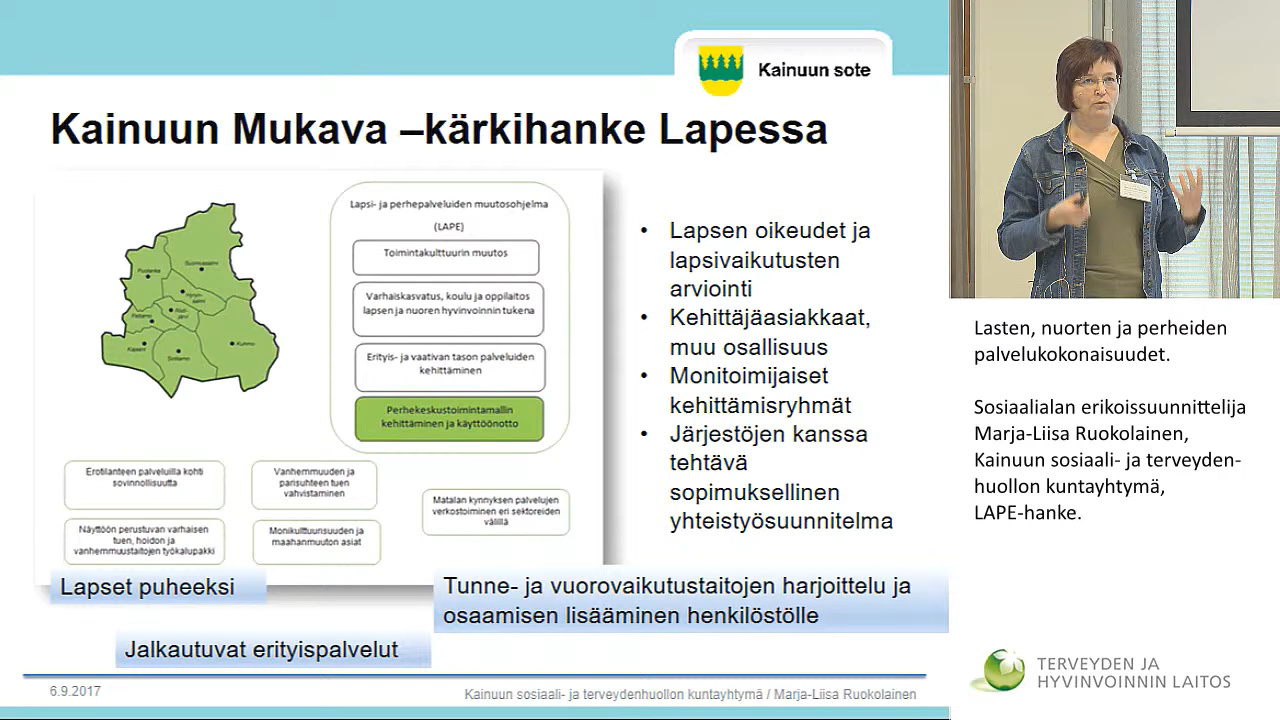 Kainuun sote
Kainuun Mukava –kärkihanke Lapessa
Lapsi- ja perhepalveluiden muutosohjelma
(LAPE)
Toimintakulttuurin muutos
Varhaiskasvatus, koulu ja oppilaitos
lapsen ja nuoren hyvinvoinnin tukena
Erityis- ja vaativan tason palveluiden
kehittäminen
Perhekeskustoimintamallin
kehittäminen ja käyttöönotto
Puolanka
Suomussalmi
Paltamo
Kajaani
Sotkamo
Kuhmo
Erotilanteen palveluilla kohti
sovinnollisuutta
Vanhemmuuden ja
parisuhteen tuen
vahvistaminen
Matalan kynnyksen palvelujen
verkostoiminen eri sektoreiden
välillä
Näyttöön perustuvan varhaisen
tuen, hoidon ja
vanhemmuustaitojen työkalupakki
Monikulttuurisuuden ja
maahanmuuton asiat
• Lapsen oikeudet ja
lapsivaikutusten
arviointi
• Kehittäjäasiakkaat,
muu osallisuus
• Monitoimijaiset
kehittämisryhmät
• Järjestöjen kanssa
tehtävä
sopimuksellinen
yhteistyösuunnitelma
Lapset puheeksi
Tunne- ja vuorovaikutustaitojen harjoittelu ja
osaamisen lisääminen henkilöstölle
Jalkautuvat erityispalvelut
6.9.2017
Kainuun sosiaali- ja terveydenhuollon kuntayhtymä / Marja-Liisa Ruokolainen
Lasten, nuorten ja perheiden
palvelukokonaisuudet.
Sosiaalialan erikoissuunnittelija
Marja-Liisa Ruokolainen,
Kainuun sosiaali- ja terveyden-
huollon kuntayhtymä,
LAPE-hanke.
TERVEYDEN JA
HYVINVOINNIN LAITOS